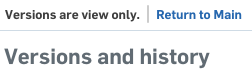 Versions are view only. Return to Main
Versions and history